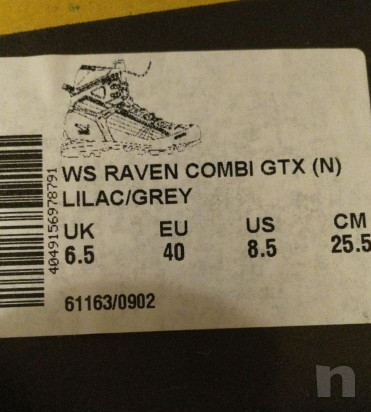 WS RAVEN COMBI GTX (N)
LILAC/GREY
UK EU US CM
6.5 40 8.5 25.5
61163/0902
4049156978791
n